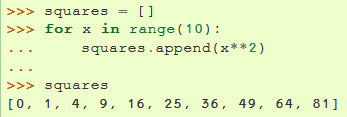 >>> squares = []
>>> for x in range(10):
...     squares.append(x**2)
...
>>> squares
[0, 1, 4, 9, 16, 25, 36, 49, 64, 81]